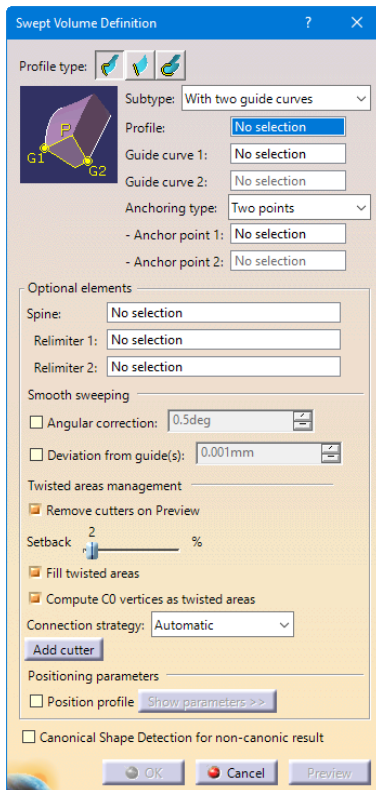 Swept Volume Definition ? ×
Profile type:
Subtype: With two guide curves
Profile: No selection
Guide curve 1: No selection
Guide curve 2: No selection
Anchoring type: Two points
- Anchor point 1: No selection
- Anchor point 2: No selection
P
G1
G2
Optional elements
Spine: No selection
Relimiter 1: No selection
Relimiter 2: No selection
Smooth sweeping
Angular correction: 0.5deg
Deviation from guide(s): 0.001mm
Twisted areas management
Remove cutters on Preview
2
Setback %
Fill twisted areas
Compute C0 vertices as twisted areas
Connection strategy: Automatic
Add cutter
Positioning parameters
Position profile Show parameters >>
Canonical Shape Detection for non-canonic result
OK Cancel Preview